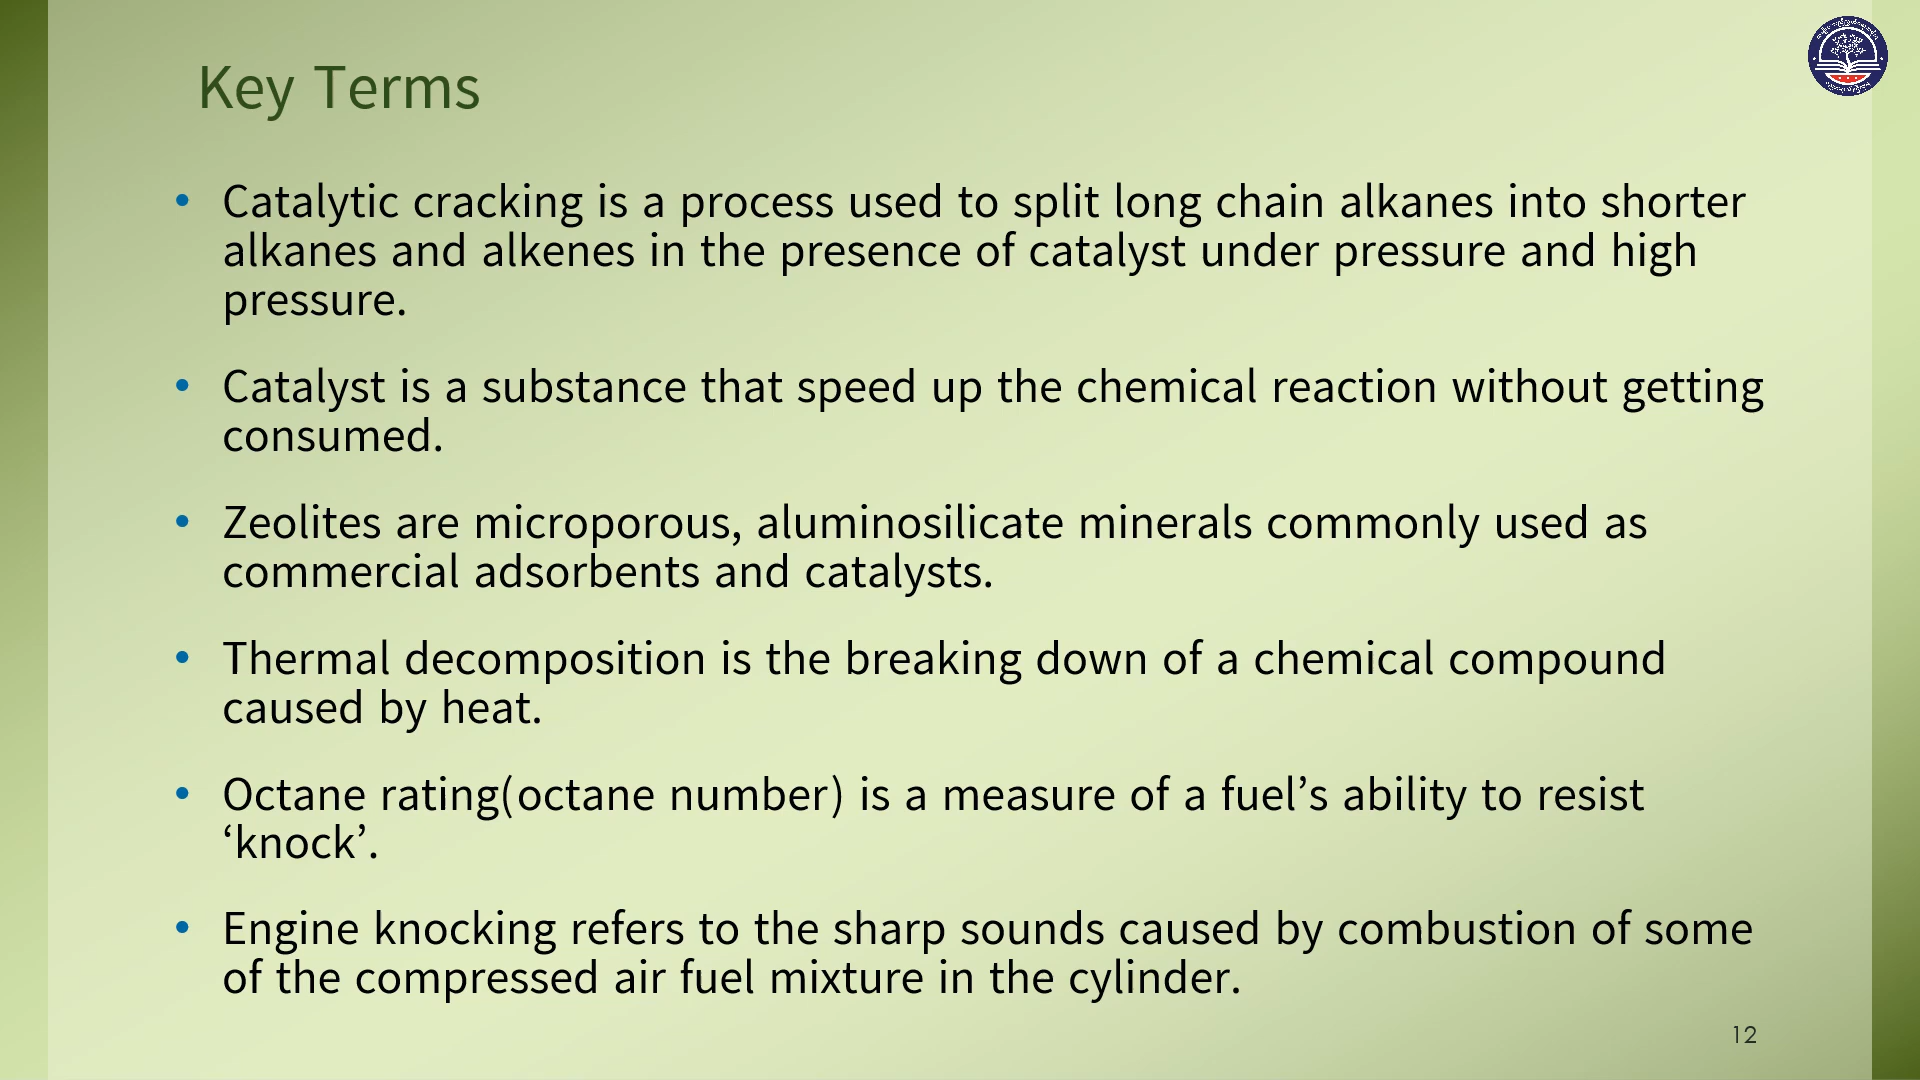 Key Terms
• Catalytic cracking is a process used to split long chain alkanes into shorter
alkanes and alkenes in the presence of catalyst under pressure and high
pressure.
• Catalyst is a substance that speed up the chemical reaction without getting
consumed.
• Zeolites are microporous, aluminosilicate minerals commonly used as
commercial adsorbents and catalysts.
• Thermal decomposition is the breaking down of a chemical compound
caused by heat.
• Octane rating(octane number) is a measure of a fuel’s ability to resist
‘knock’.
• Engine knocking refers to the sharp sounds caused by combustion of some
of the compressed air fuel mixture in the cylinder.
12